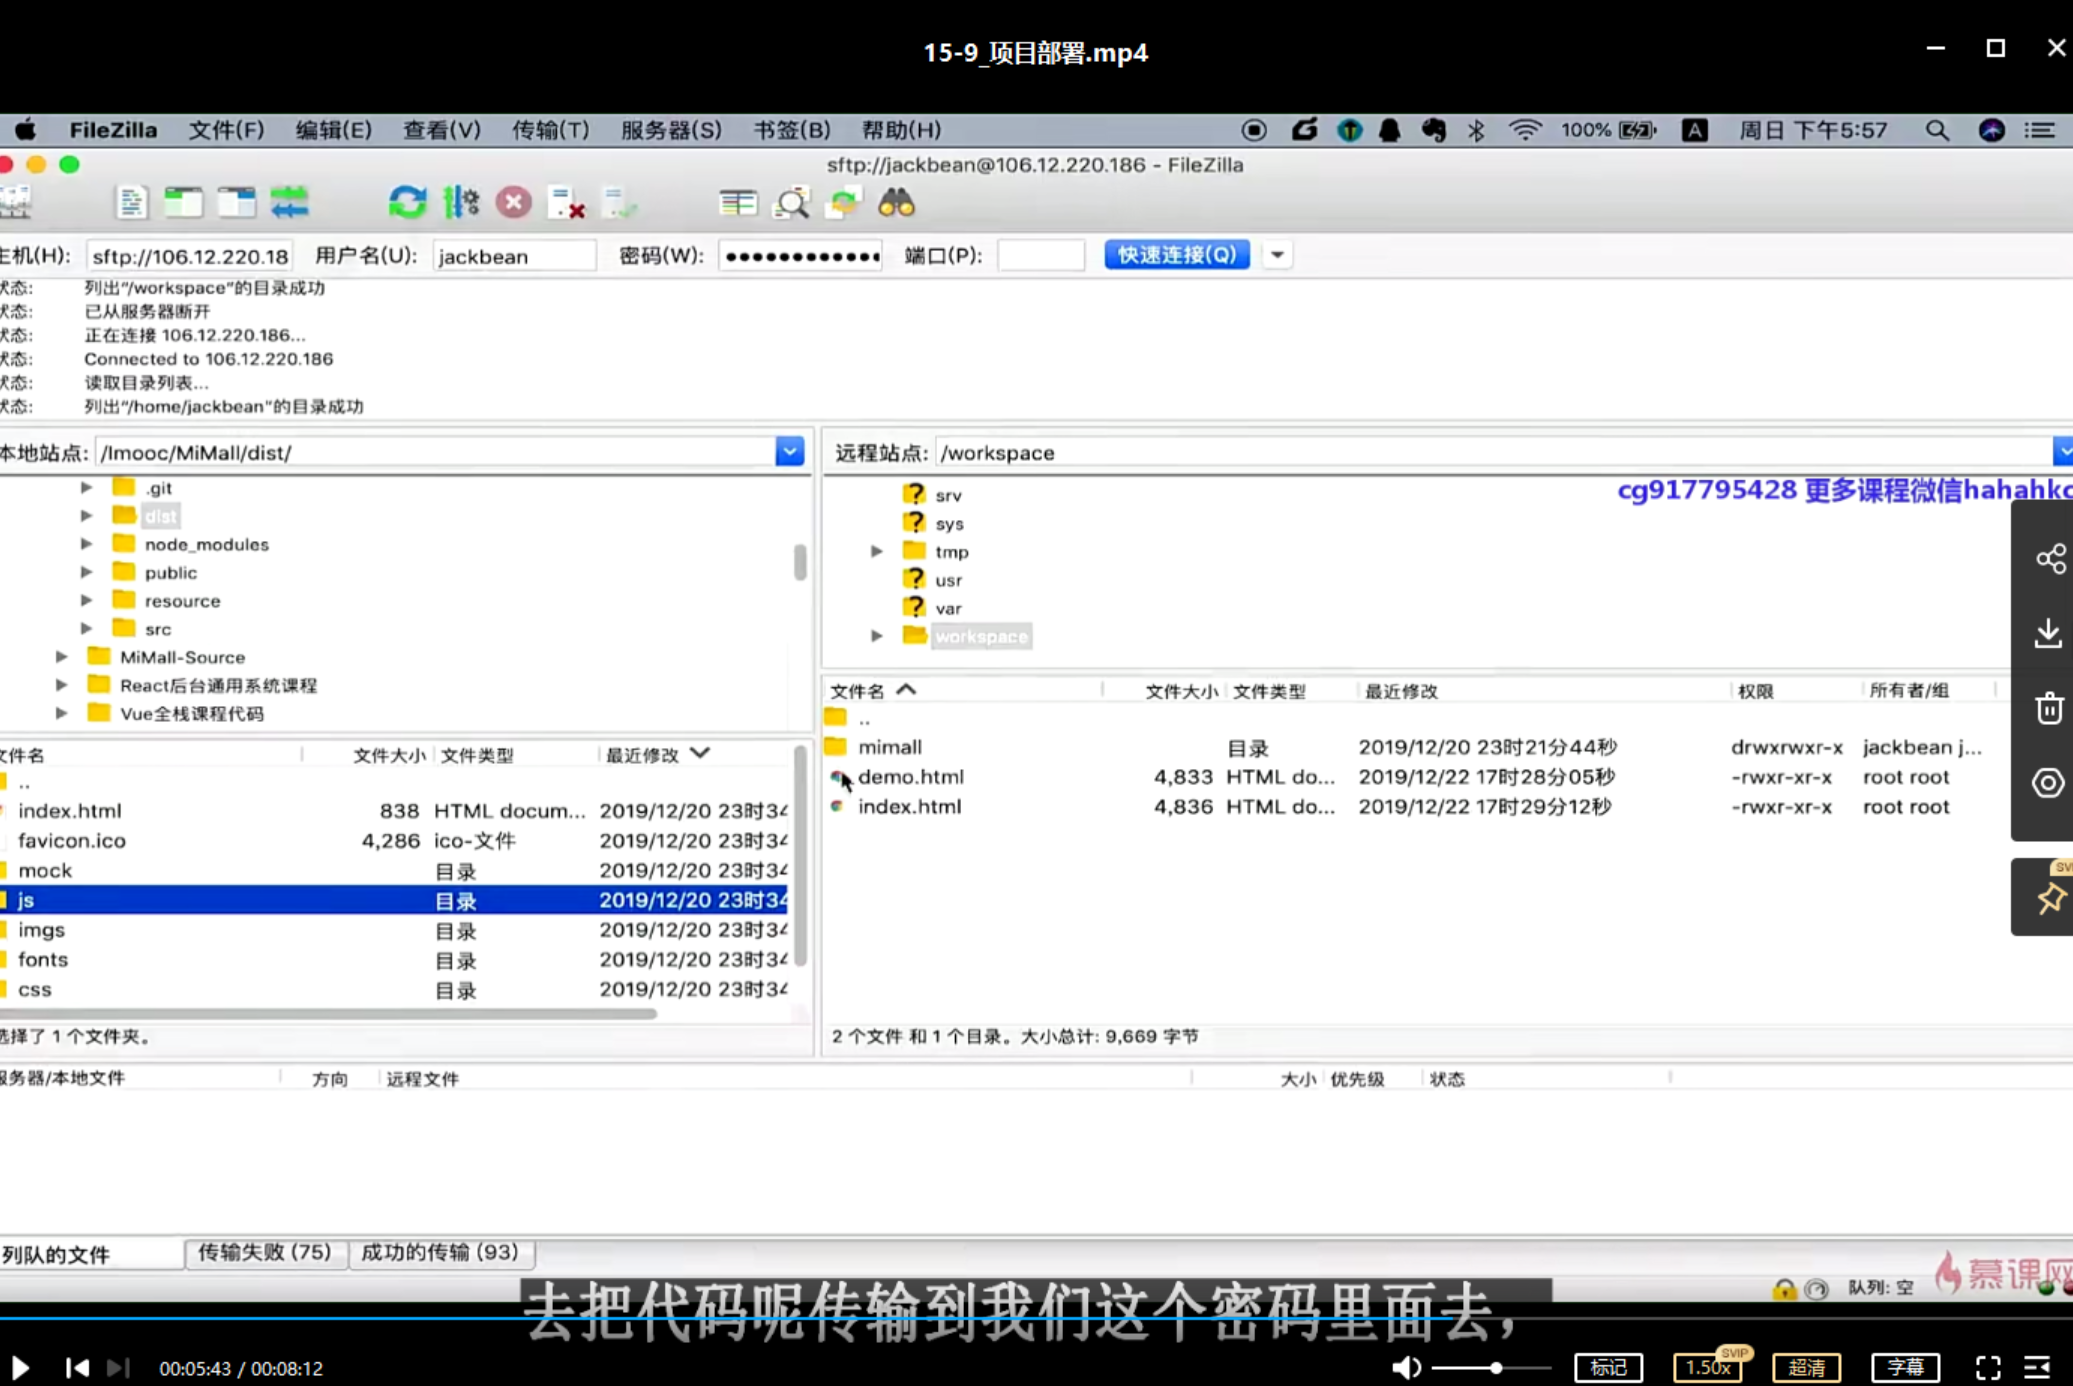 15-9_项目部署.mp4
FileZilla 文件(F) 编辑(E) 查看(V) 传输(T) 服务器(S) 书签(B) 帮助(H) 100% A 周日 下午5:57
sftp://jackbean@106.12.220.186 - FileZilla
主机(H): sftp://106.12.220.18 用户名(U): jackbean 密码(W): ●●●●●●●●●●●● 端口(P): 快速连接(Q)
状态: 列出"/workspace"的目录成功
状态: 已从服务器断开
状态: 正在连接 106.12.220.186...
状态: Connected to 106.12.220.186
状态: 读取目录列表...
状态: 列出"/home/jackbean"的目录成功
本地站点: /Imooc/MiMall/dist/
.git
dist
node_modules
public
resource
src
MiMall-Source
React后台通用系统课程
Vue全栈课程代码
文件名 文件大小 文件类型 最近修改
..
index.html 838 HTML docum... 2019/12/20 23时34
favicon.ico 4,286 ico-文件 2019/12/20 23时34
mock 目录 2019/12/20 23时34
js 目录 2019/12/20 23时34
imgs 目录 2019/12/20 23时34
fonts 目录 2019/12/20 23时34
css 目录 2019/12/20 23时34
选择了 1 个文件夹。
远程站点: /workspace
cg917795428 更多课程微信hahahkc
srv
sys
tmp
usr
var
workspace
文件名 文件大小 文件类型 最近修改 权限 所有者/组
..
mimall 目录 2019/12/20 23时21分44秒 drwxrwxr-x jackbean j...
demo.html 4,833 HTML do... 2019/12/22 17时28分05秒 -rwxr-xr-x root root
index.html 4,836 HTML do... 2019/12/22 17时29分12秒 -rwxr-xr-x root root
2 个文件 和 1 个目录。大小总计: 9,669 字节
服务器/本地文件 方向 远程文件 大小 优先级 状态
列队的文件 传输失败 (75) 成功的传输 (93)
队列: 空
慕课网
去把代码呢传输到我们这个密码里面去，
00:05:43 / 00:08:12 标记 1.50x SVIP 超清 字幕